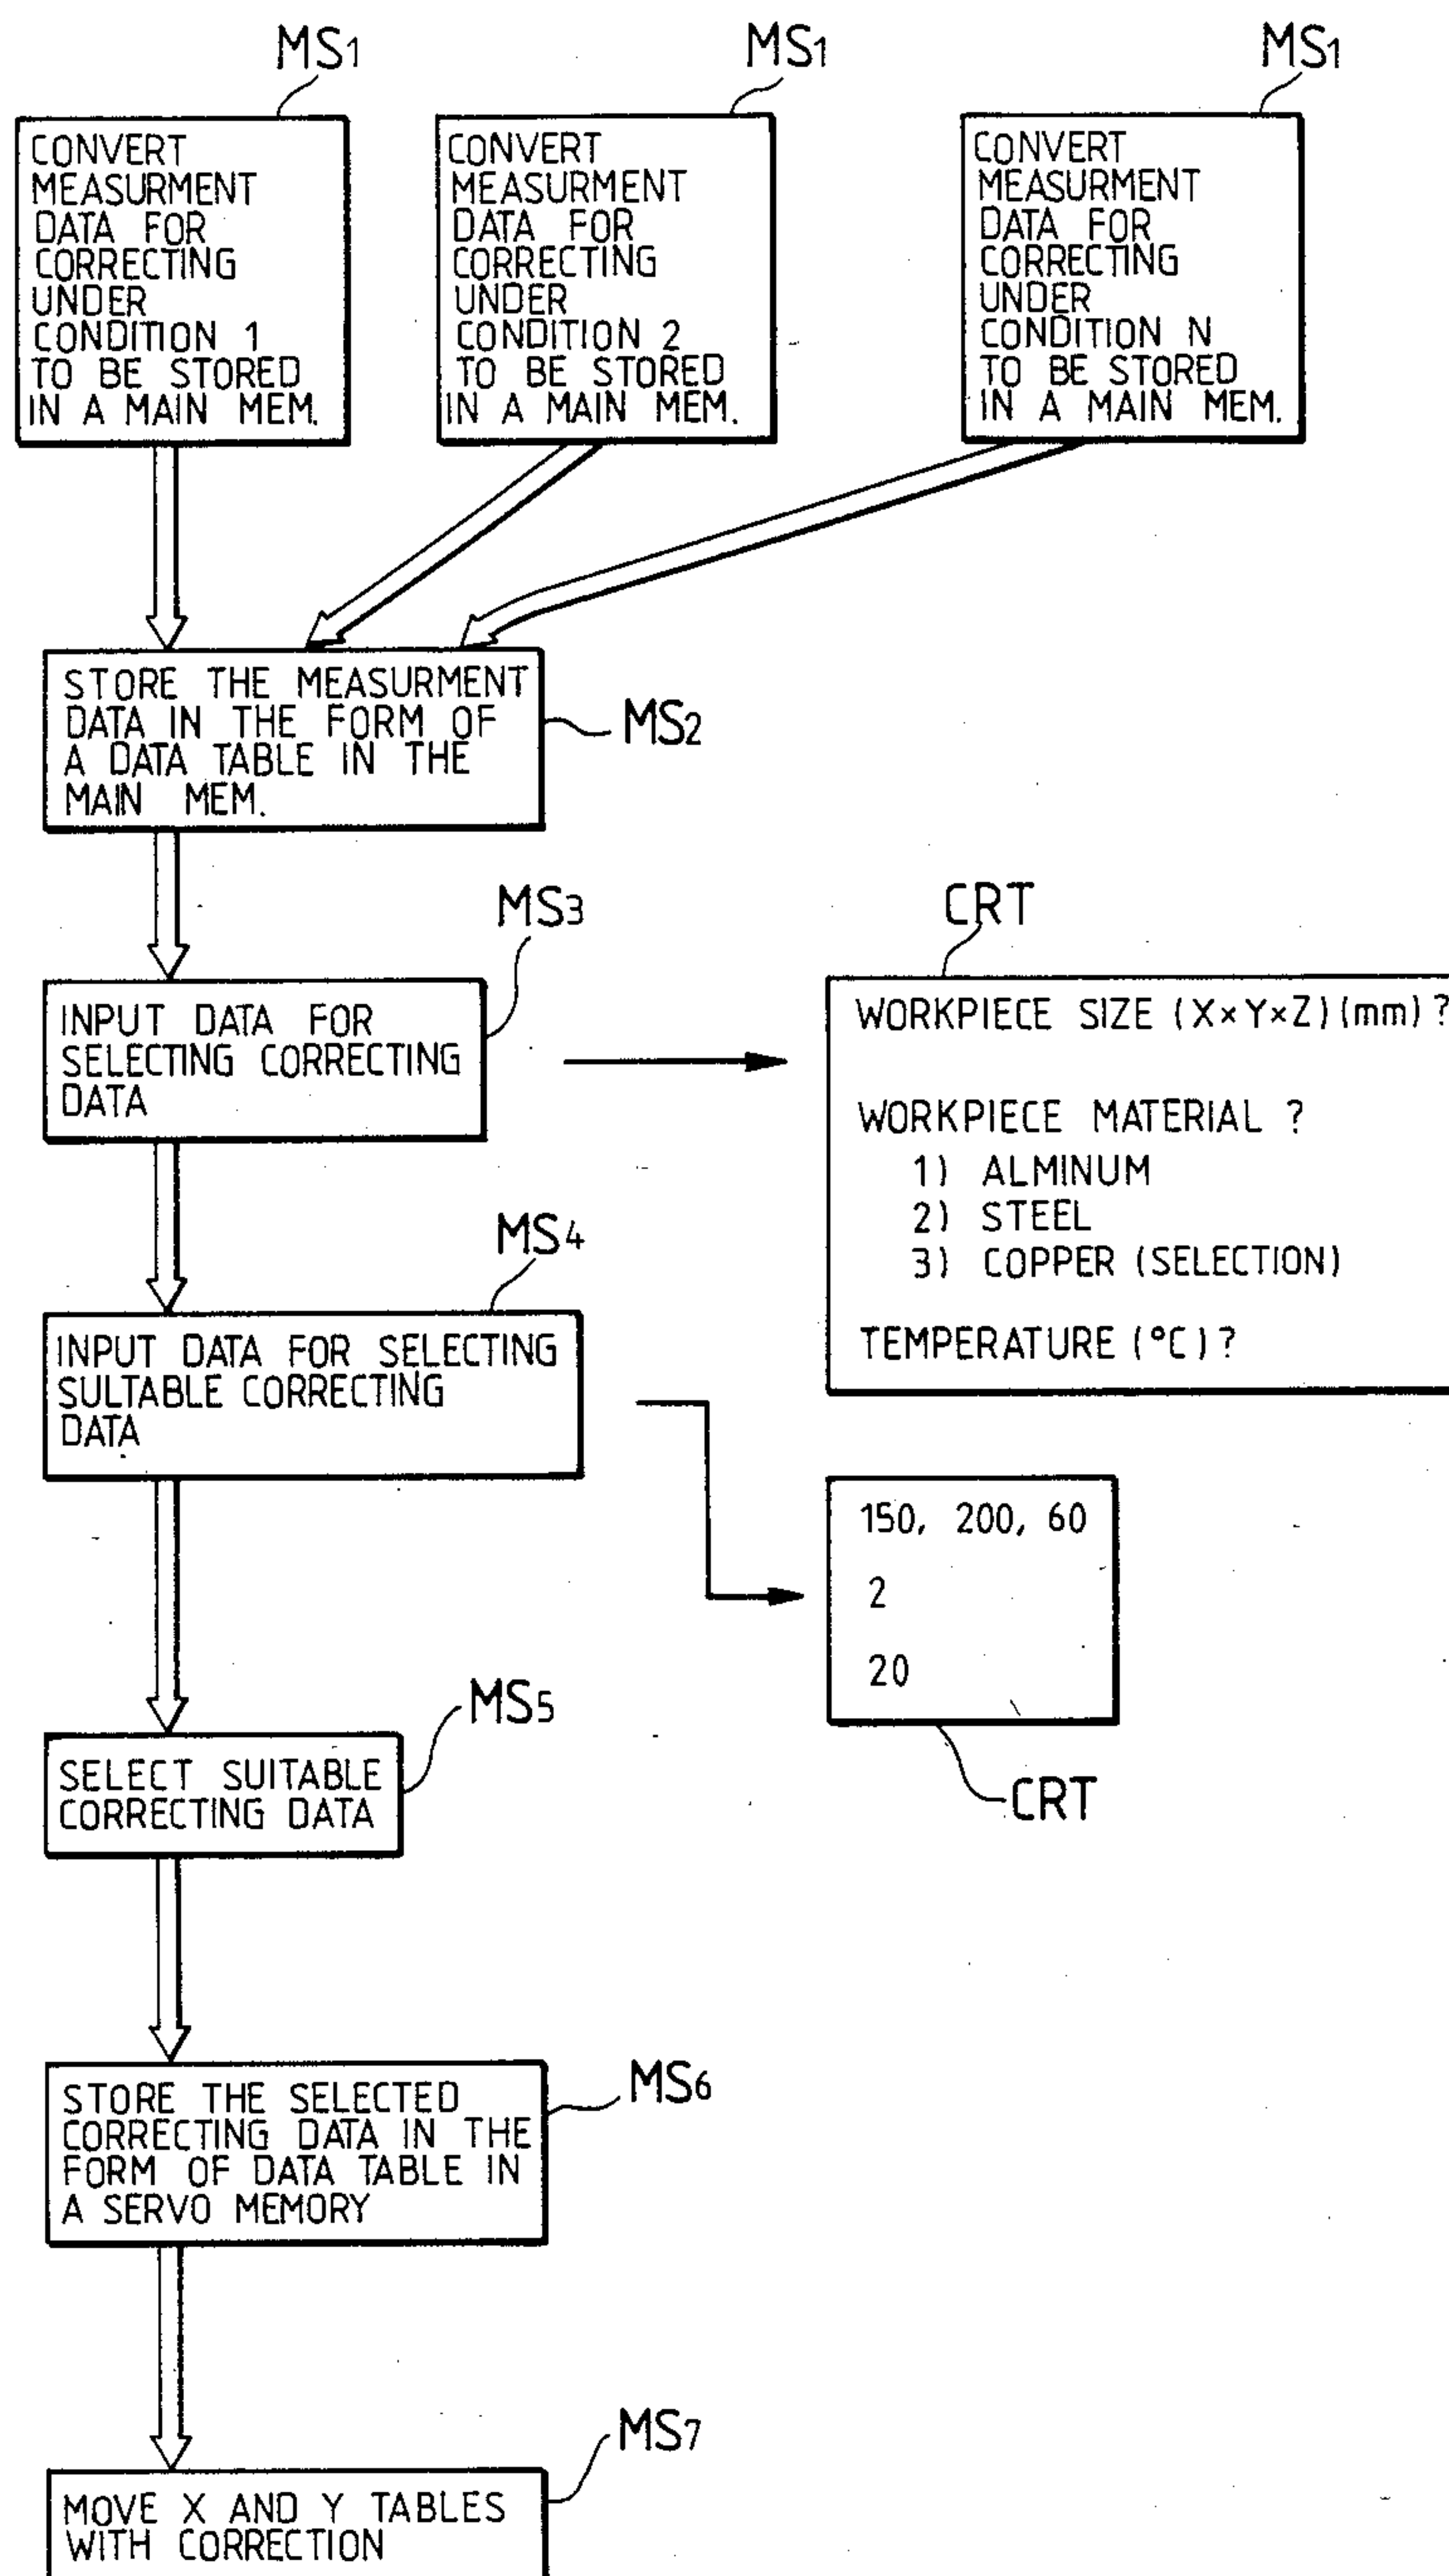 MS1
CONVERT
MEASURMENT
DATA FOR
CORRECTING
UNDER
CONDITION 1
TO BE STORED
IN A MAIN MEM.
MS1
CONVERT
MEASURMENT
DATA FOR
CORRECTING
UNDER
CONDITION 2
TO BE STORED
IN A MAIN MEM.
MS1
CONVERT
MEASURMENT
DATA FOR
CORRECTING
UNDER
CONDITION N
TO BE STORED
IN A MAIN MEM.
STORE THE MEASURMENT
DATA IN THE FORM OF
A DATA TABLE IN THE
MAIN MEM.
MS2
MS3
INPUT DATA FOR
SELECTING CORRECTING
DATA
CRT
WORKPIECE SIZE (X×Y×Z)(mm)?
WORKPIECE MATERIAL ?
1) ALMINUM
2) STEEL
3) COPPER (SELECTION)
TEMPERATURE (°C)?
MS4
INPUT DATA FOR SELECTING
SULTABLE CORRECTING
DATA
150, 200, 60
2
20
CRT
MS5
SELECT SUITABLE
CORRECTING DATA
MS6
STORE THE SELECTED
CORRECTING DATA IN THE
FORM OF DATA TABLE IN
A SERVO MEMORY
MS7
MOVE X AND Y TABLES
WITH CORRECTION